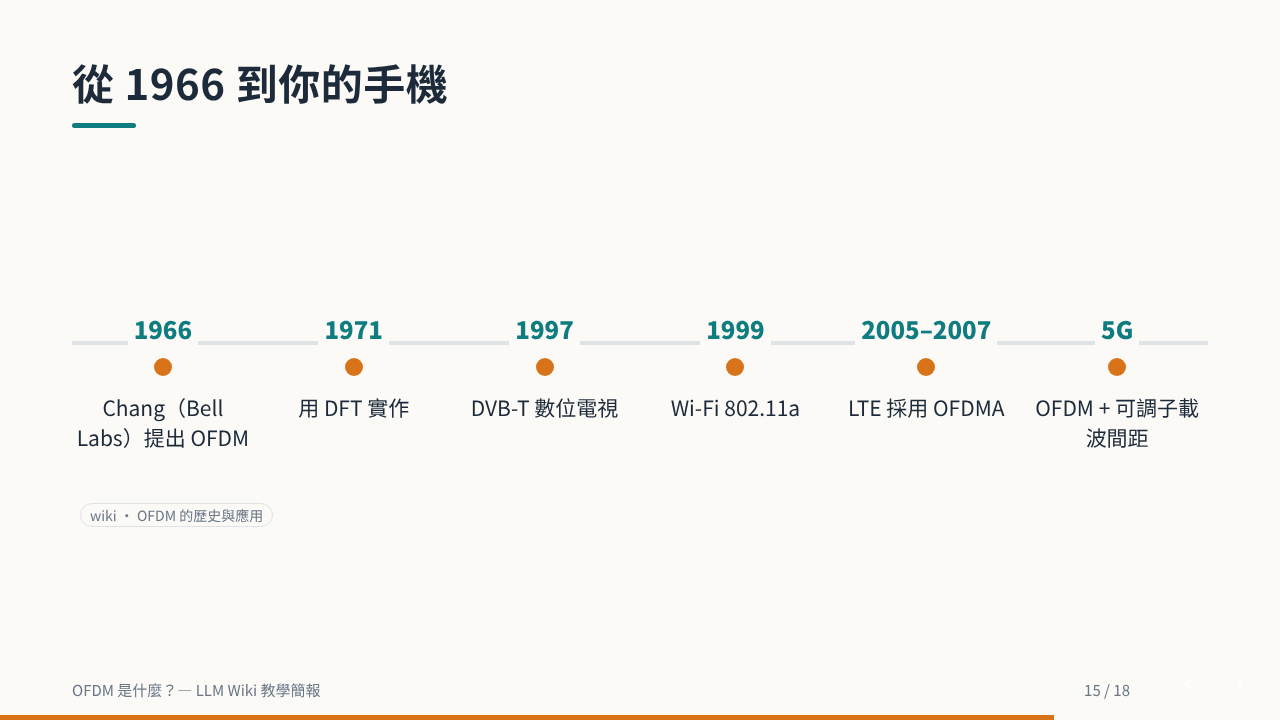 從 1966 到你的手機
1966
1971
1997
1999
2005–2007
5G
Chang（Bell
Labs）提出 OFDM
用 DFT 實作
DVB-T 數位電視
Wi-Fi 802.11a
LTE 採用 OFDMA
OFDM + 可調子載
波間距
wiki · OFDM 的歷史與應用
OFDM 是什麼？— LLM Wiki 教學簡報
15 / 18